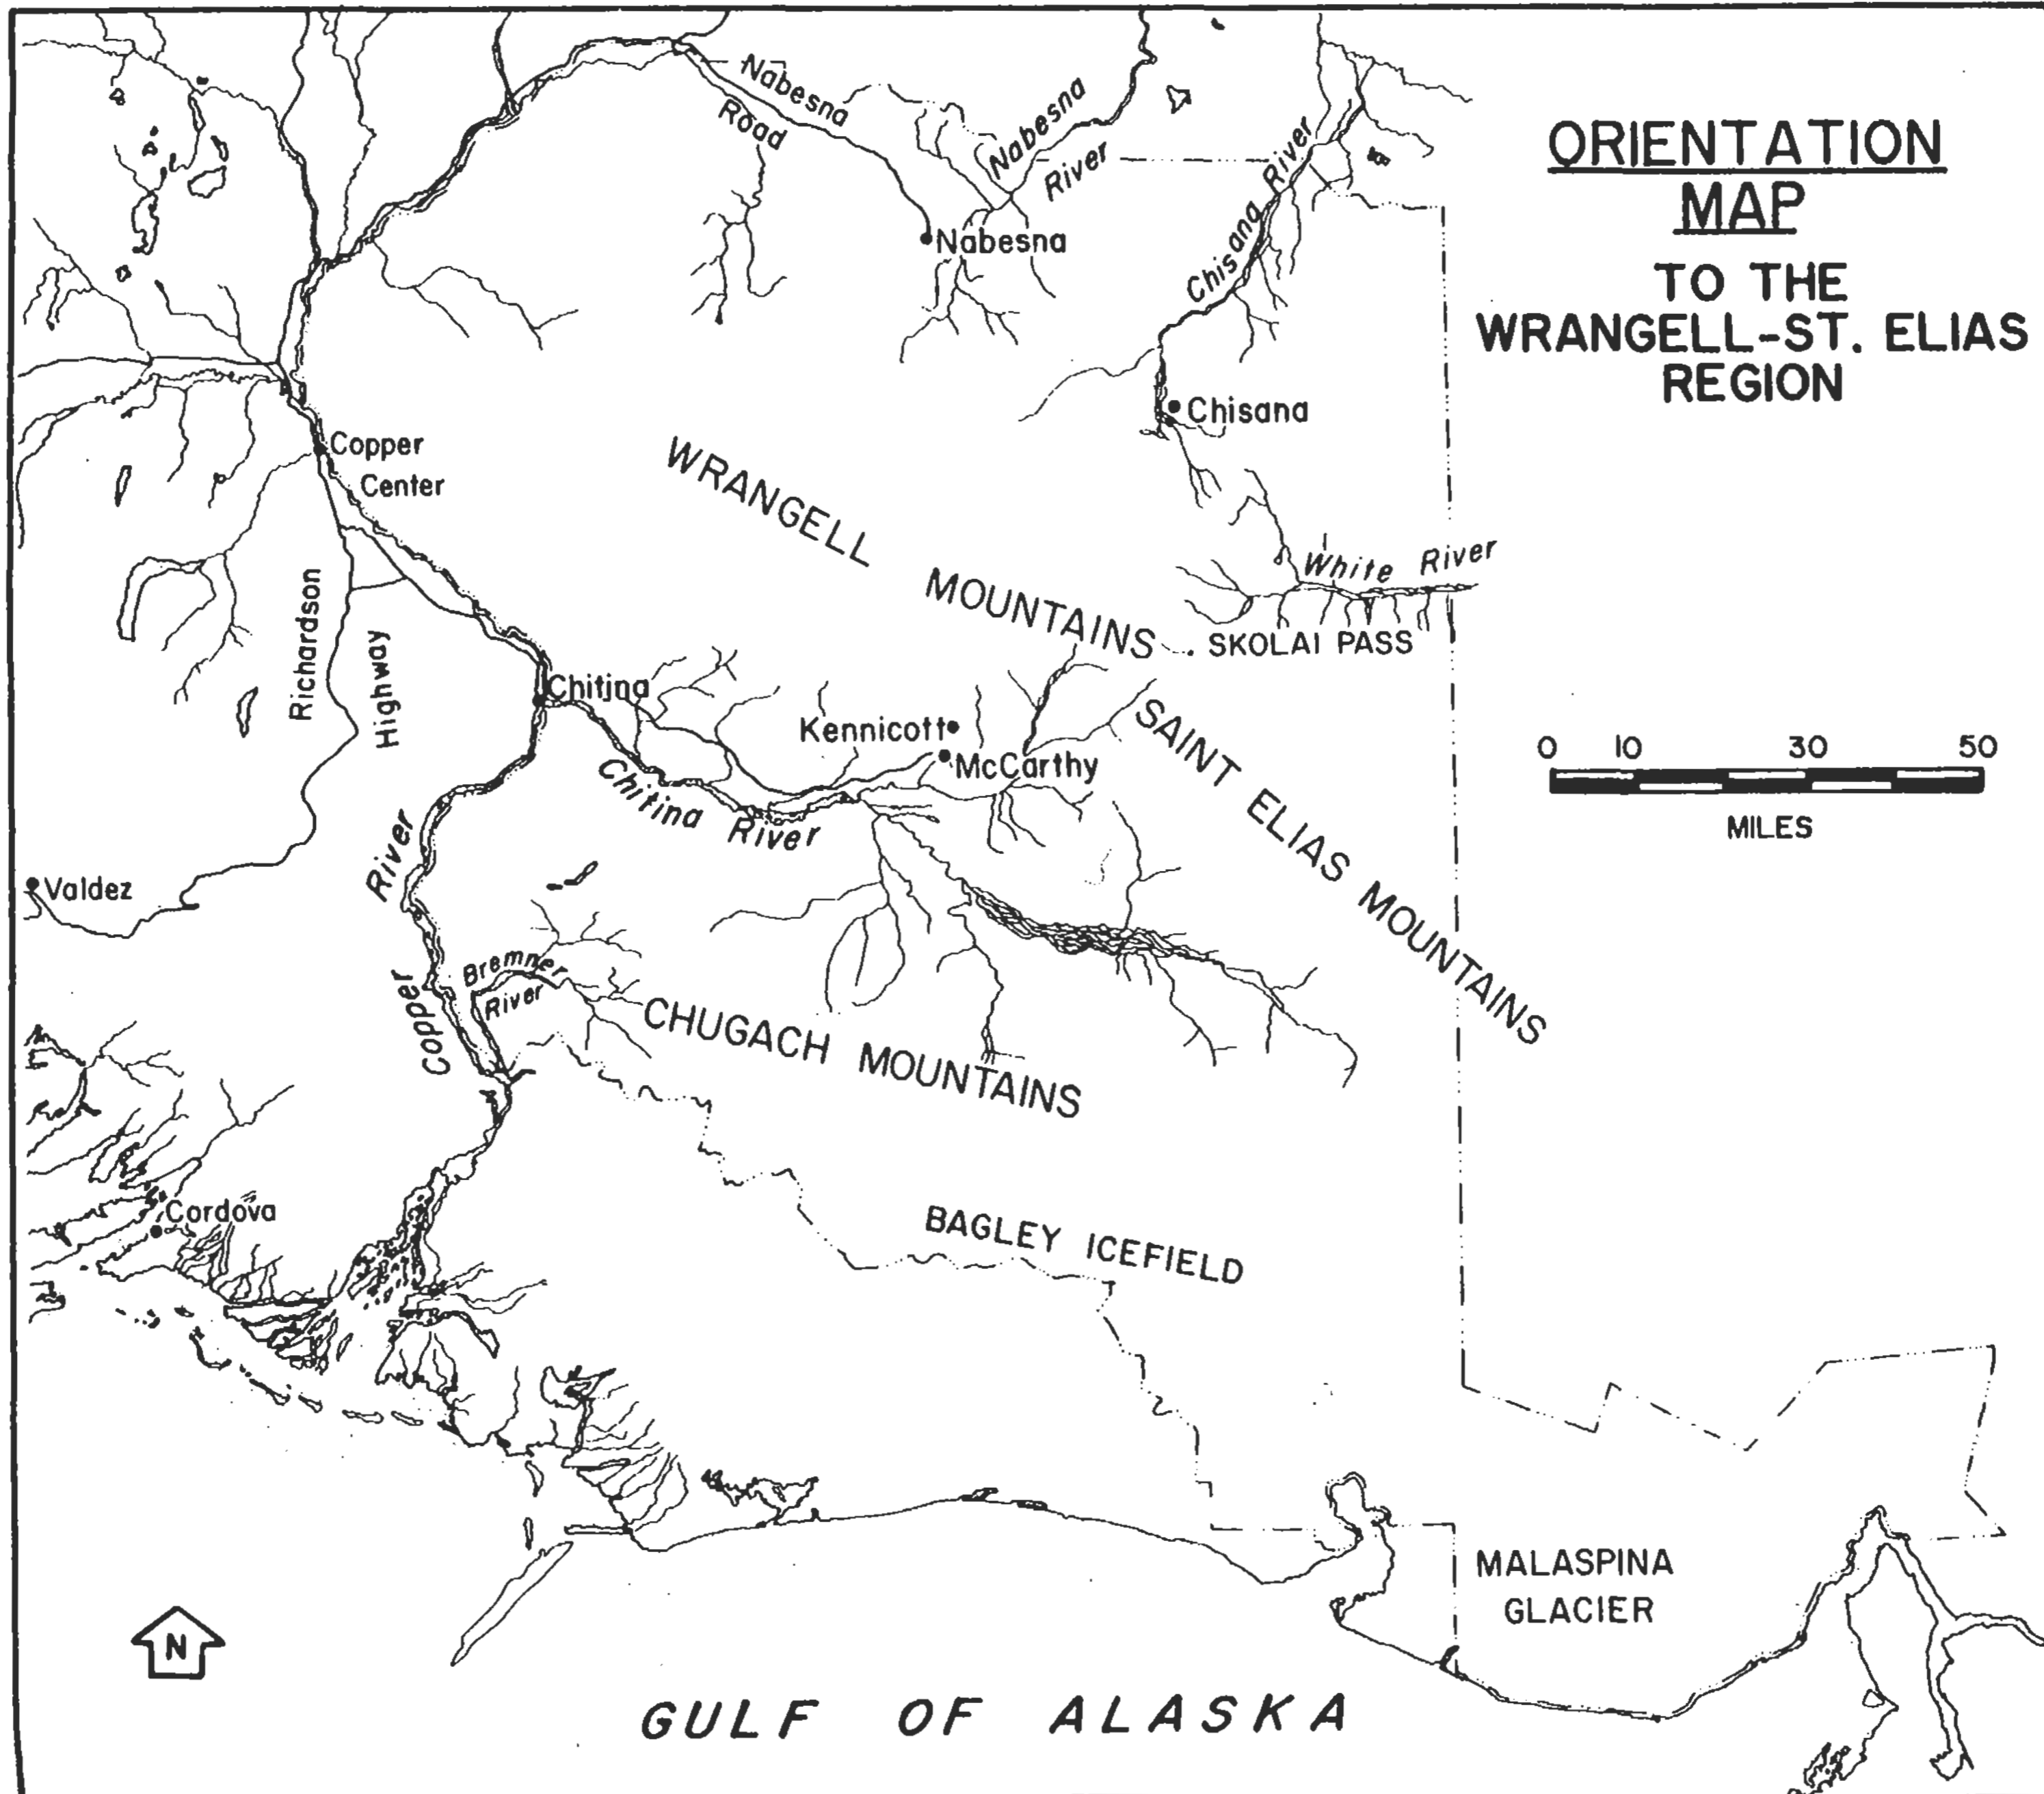 ORIENTATION
MAP
TO THE
WRANGELL-ST. ELIAS
REGION
Nabesna
Road
Nabesna
River
Nabesna
Chisana River
Chisana
Copper
Center
WRANGELL
MOUNTAINS
White River
SKOLAI PASS
Richardson
Highway
Chitina
Kennicott
McCarthy
Chitina River
SAINT ELIAS MOUNTAINS
0 10 30 50
MILES
Valdez
Copper River
Bremner
River
CHUGACH MOUNTAINS
Cordova
BAGLEY ICEFIELD
MALASPINA
GLACIER
N
GULF OF ALASKA